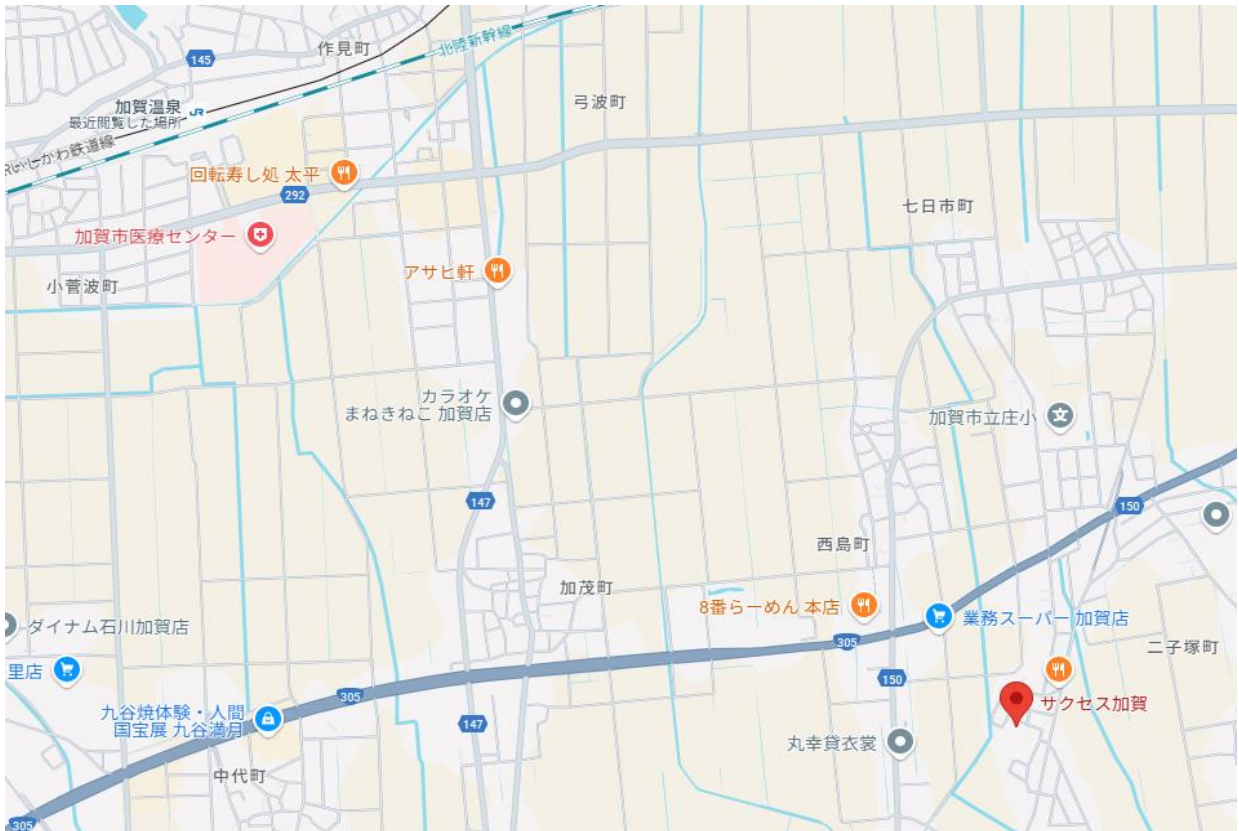 作見町
北陸新幹線
145
加賀温泉
最近閲覧した場所
JR
弓波町
いしかわ鉄道線
回転寿し処 太平
292
七日市町
加賀市医療センター
アサヒ軒
小菅波町
カラオケ
まねきねこ 加賀店
加賀市立庄小
文
147
150
西島町
加茂町
8番らーめん 本店
業務スーパー 加賀店
ダイナム石川加賀店
305
二子塚町
里店
150
305
サクセス加賀
九谷焼体験・人間
国宝展 九谷満月
147
丸幸貸衣裳
中代町
305